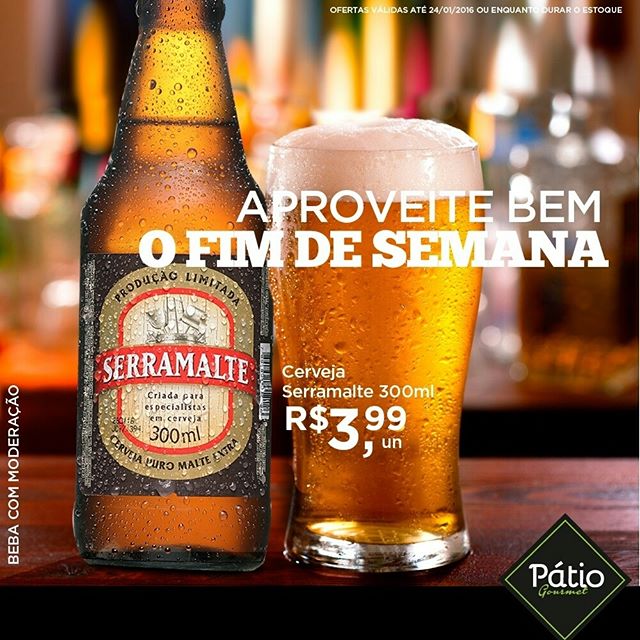 OFERTAS VÁLIDAS ATÉ 24/01/2016 OU ENQUANTO DURAR O ESTOQUE
APROVEITE BEM
O FIM DE SEMANA
PRODUÇÃO LIMITADA
SERRAMALTE
Criada para
especialistas
em cerveja
300ml
CERVEJA PURO MALTE EXTRA
Cerveja
Serramalte 300ml
R$3,99
un
BEBA COM MODERAÇÃO
Pátio
Gourmet